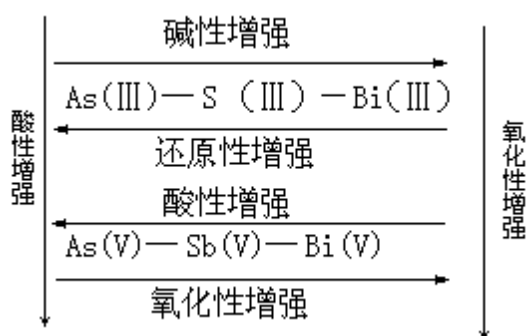 碱性增强
As(Ⅲ)—S (Ⅲ) —Bi(Ⅲ)
还原性增强
酸性增强
As(V)—Sb(V)—Bi(V)
氧化性增强
酸性增强
氧化性增强